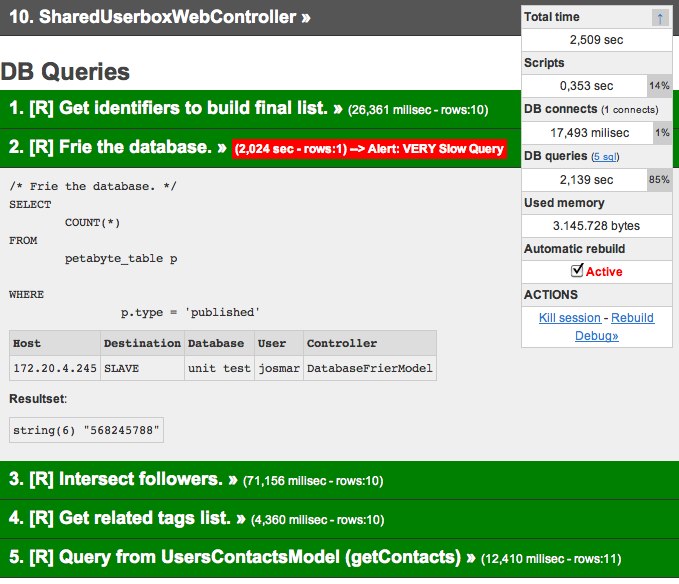 10. SharedUserboxWebController »
DB Queries
1. [R] Get identifiers to build final list. » (26,361 milisec - rows:10)
2. [R] Frie the database. » (2,024 sec - rows:1) --> Alert: VERY Slow Query
/* Frie the database. */
SELECT
COUNT(*)
FROM
petabyte_table p
WHERE
p.type = 'published'
Host Destination Database User Controller
172.20.4.245 SLAVE unit test josmar DatabaseFrierModel
Resultset:
string(6) "568245788"
3. [R] Intersect followers. » (71,156 milisec - rows:10)
4. [R] Get related tags list. » (4,360 milisec - rows:10)
5. [R] Query from UsersContactsModel (getContacts) » (12,410 milisec - rows:11)
Total time ↑
2,509 sec
Scripts
0,353 sec 14%
DB connects (1 connects)
17,493 milisec 1%
DB queries (5 sql)
2,139 sec 85%
Used memory
3.145.728 bytes
Automatic rebuild
Active
ACTIONS
Kill session - Rebuild
Debug»